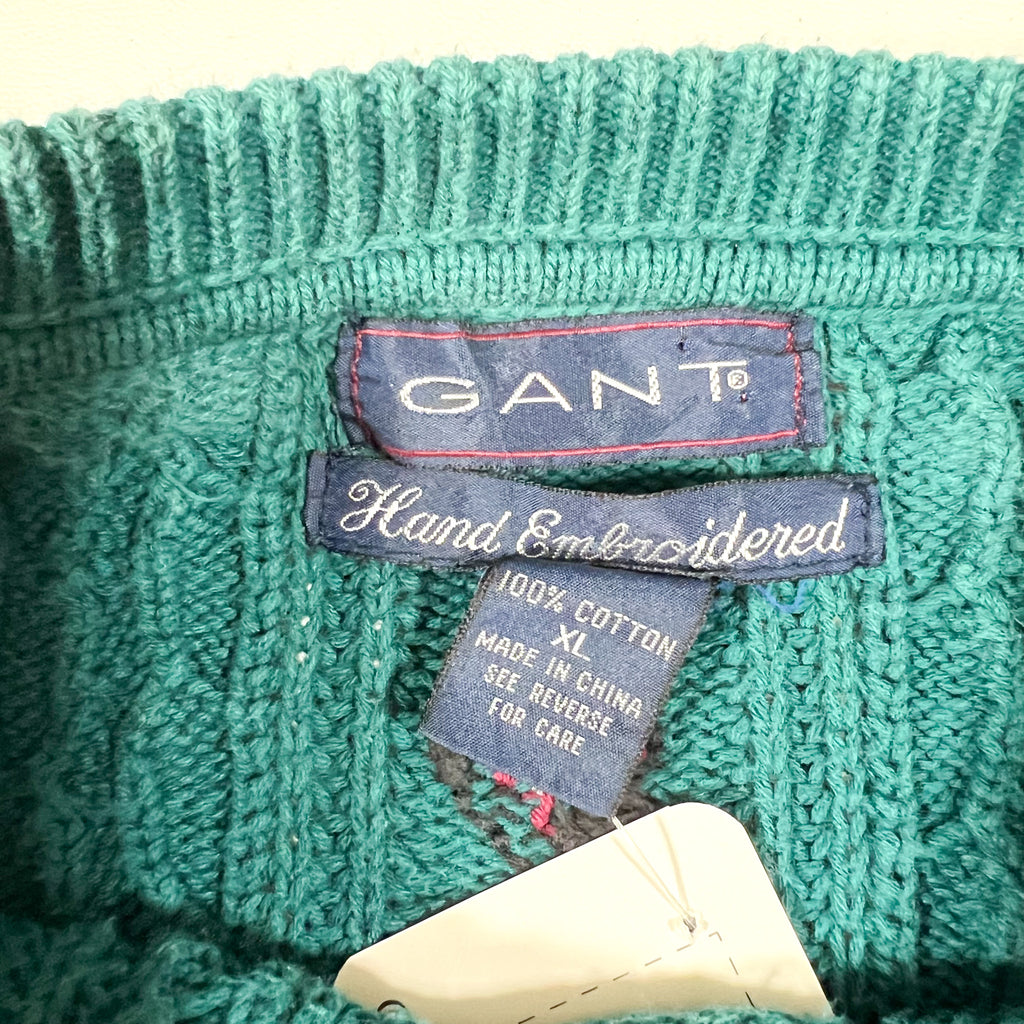 GANT®
Hand Embroidered
100% COTTON
XL
MADE IN CHINA
SEE REVERSE
FOR CARE